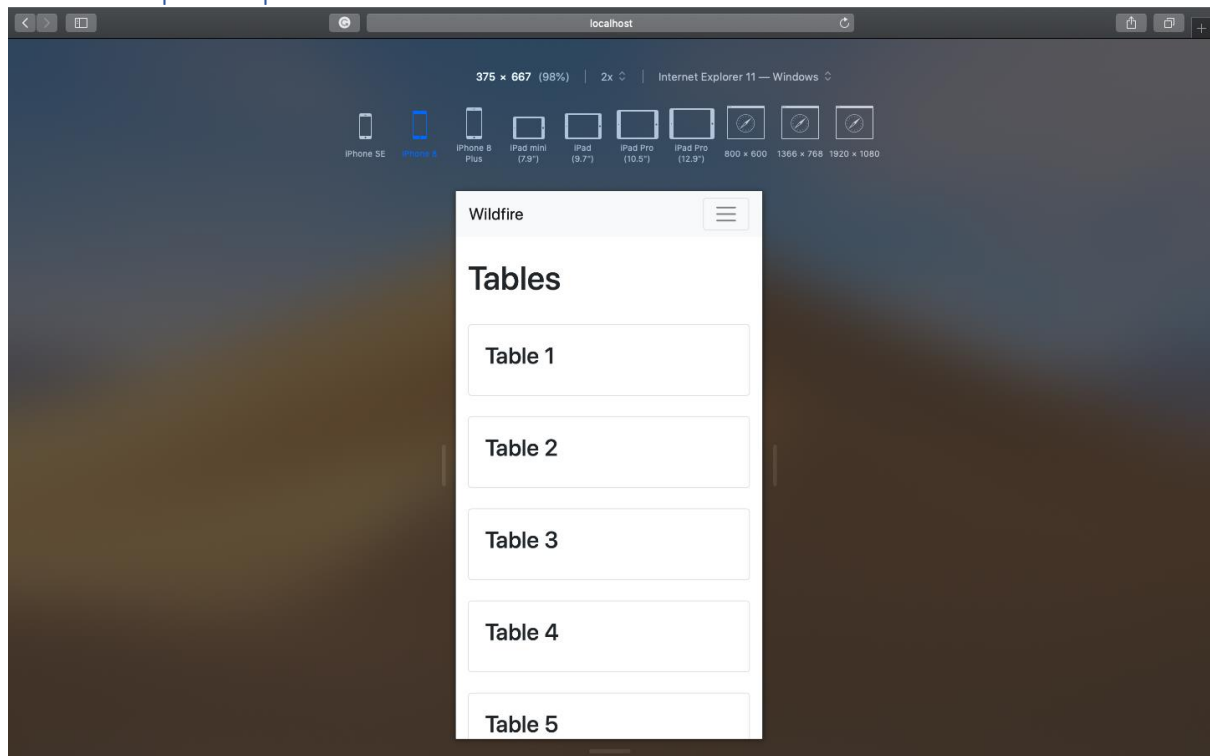 localhost
375 × 667 (98%) 2x Internet Explorer 11 — Windows
iPhone SE
iPhone 8
iPhone 8
Plus
iPad mini
(7.9")
iPad
(9.7")
iPad Pro
(10.5")
iPad Pro
(12.9")
800 × 600
1366 × 768
1920 × 1080
Wildfire
Tables
Table 1
Table 2
Table 3
Table 4
Table 5